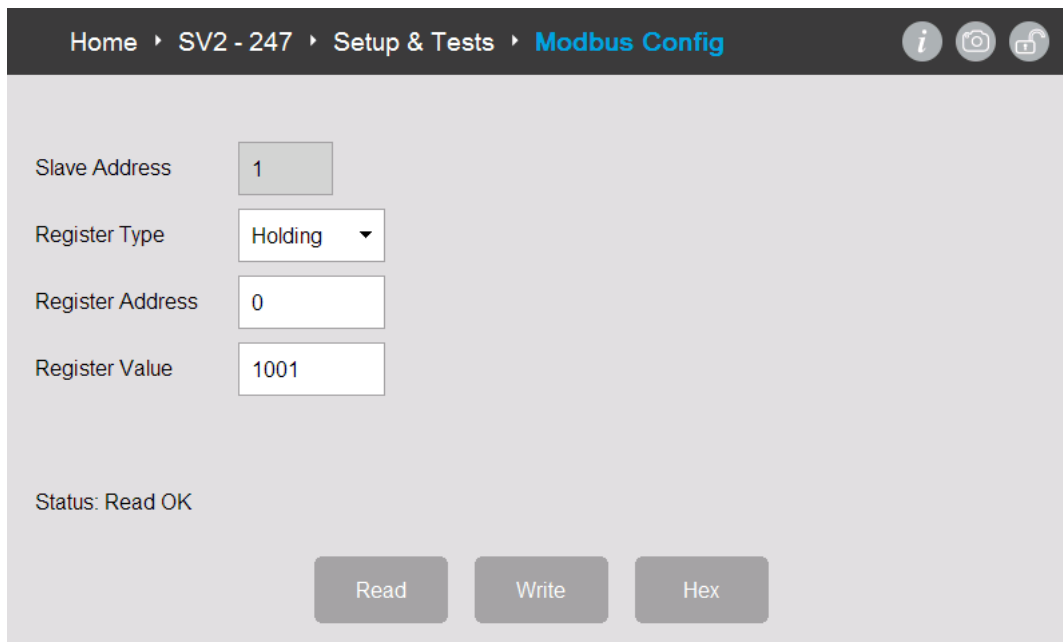 Home ‣ SV2 - 247 ‣ Setup & Tests ‣ Modbus Config
Slave Address 1
Register Type Holding
Register Address 0
Register Value 1001
Status: Read OK
Read Write Hex